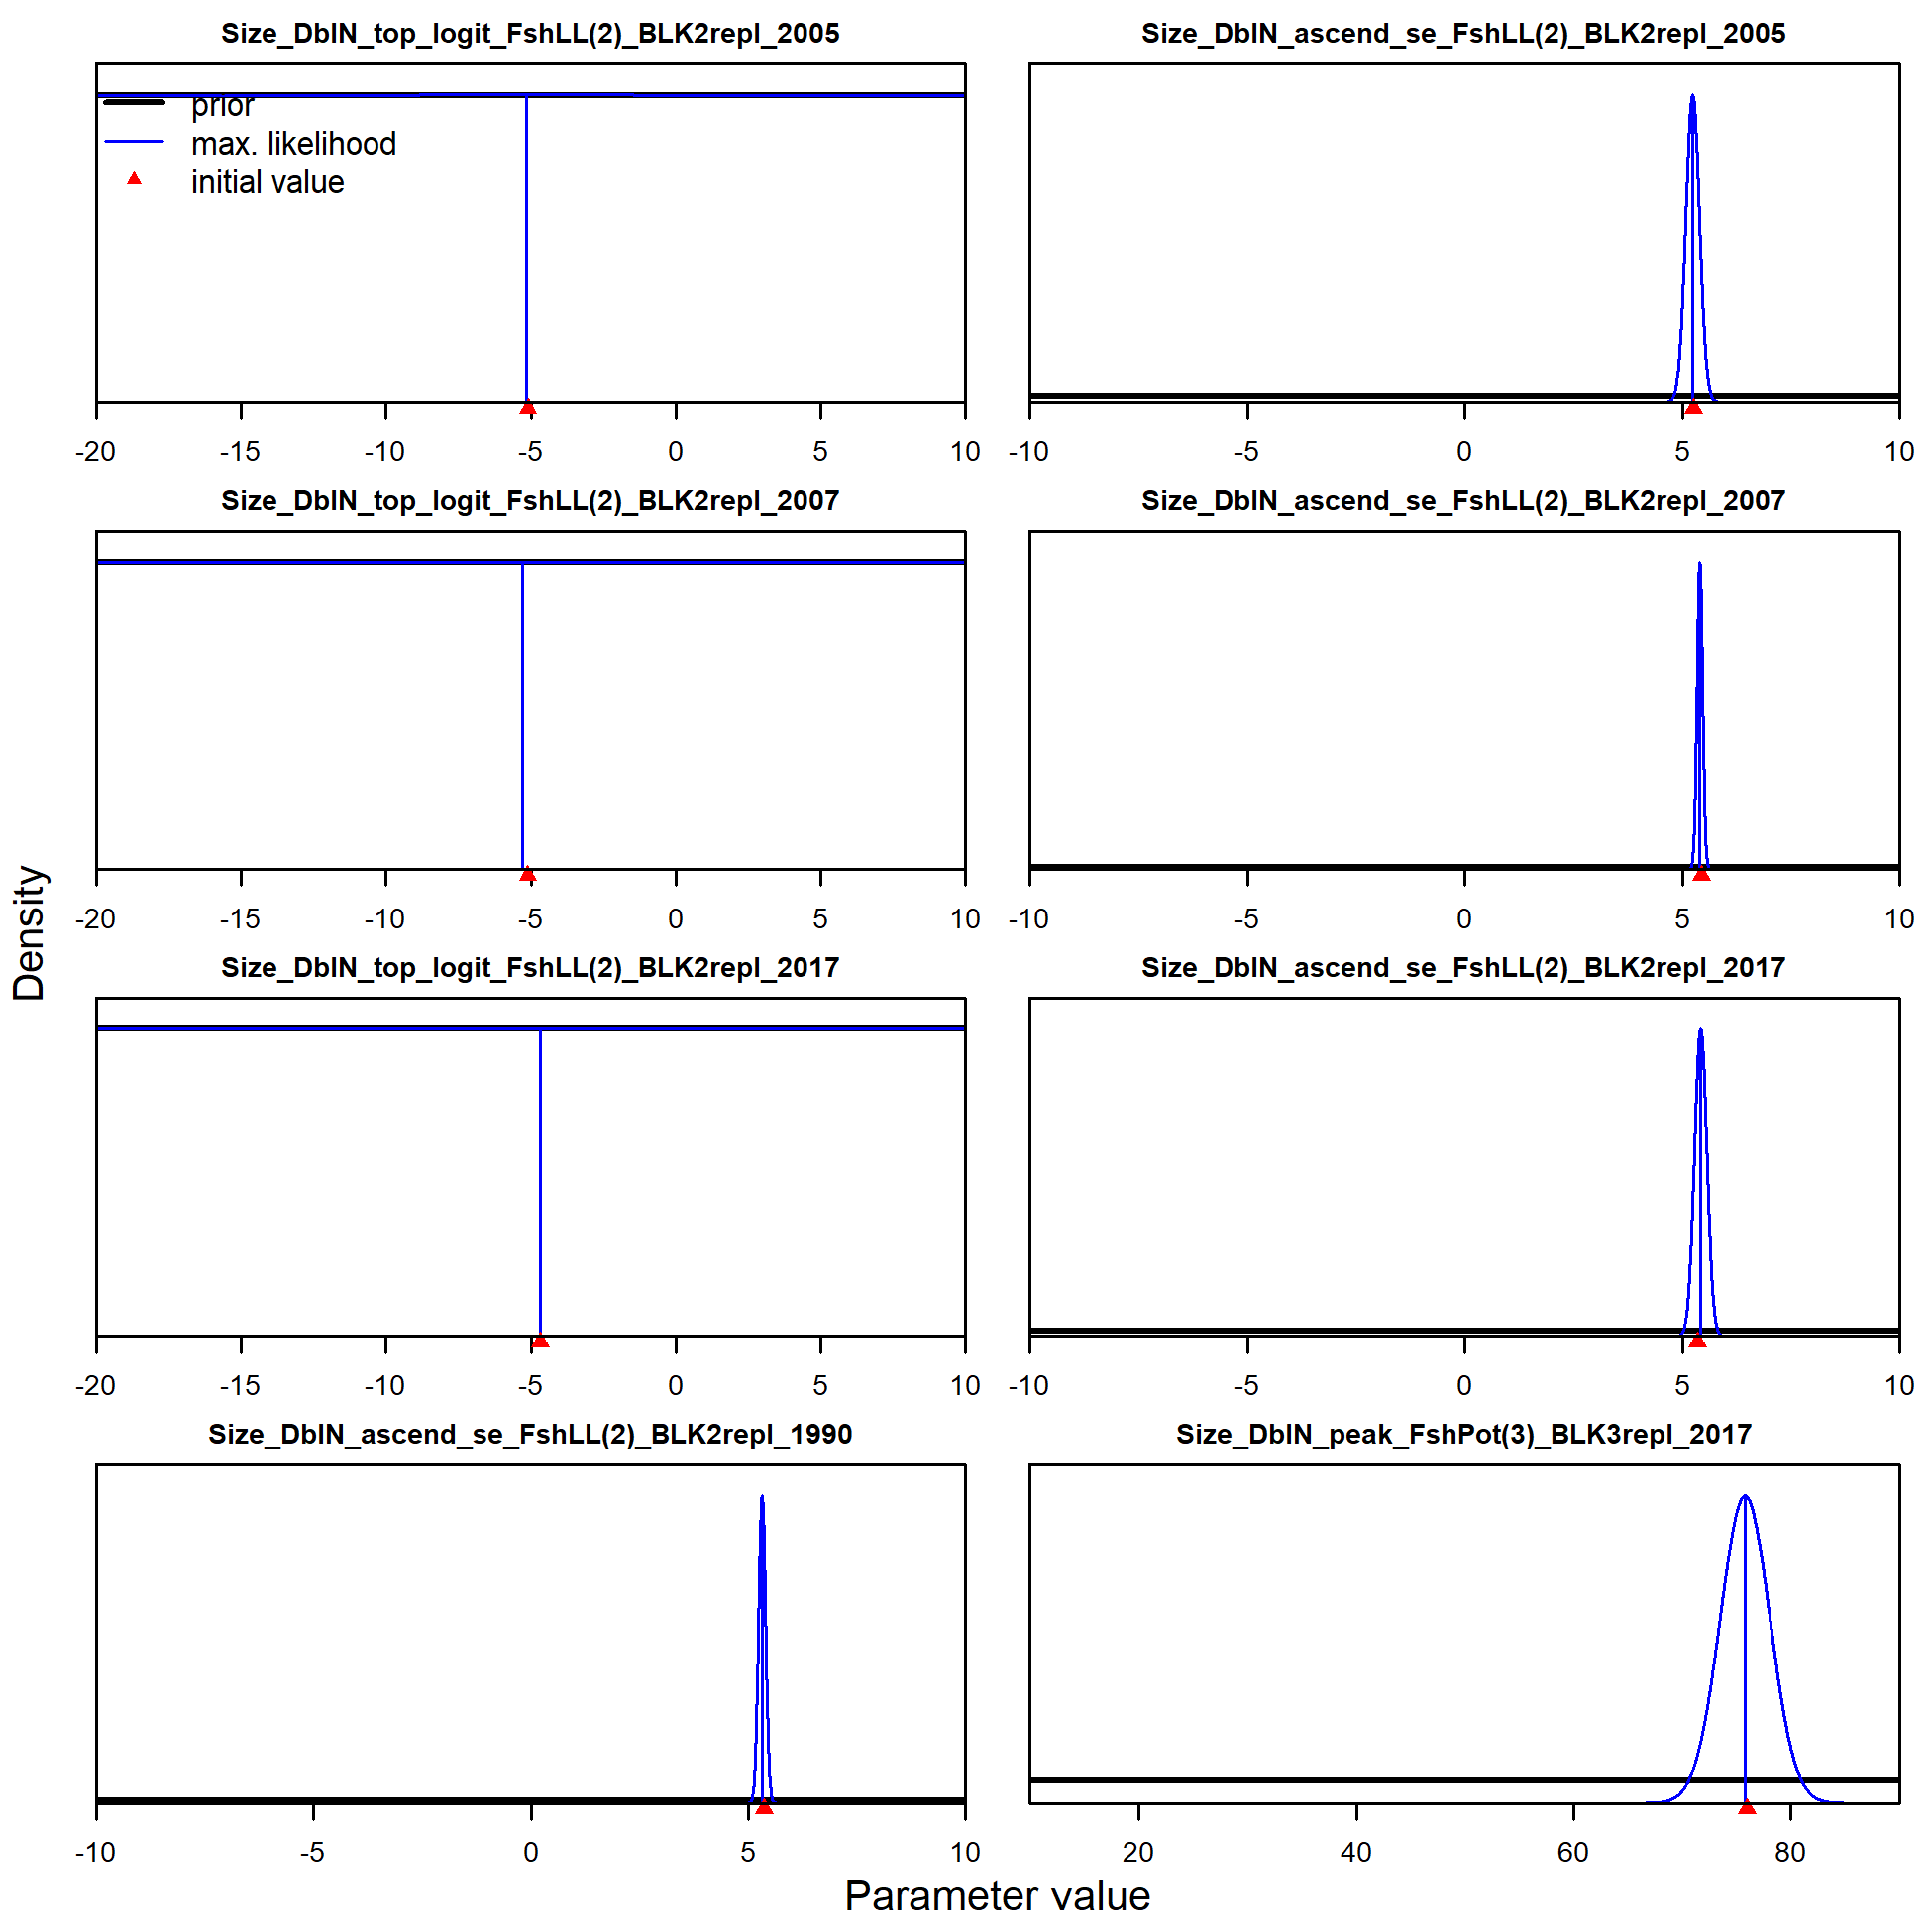 Size_DblN_top_logit_FshLL(2)_BLK2repl_2005
prior
max. likelihood
initial value
-20 -15 -10 -5 0 5 10
Size_DblN_ascend_se_FshLL(2)_BLK2repl_2005
-10 -5 0 5 10
Size_DblN_top_logit_FshLL(2)_BLK2repl_2007
-20 -15 -10 -5 0 5 10
Size_DblN_ascend_se_FshLL(2)_BLK2repl_2007
-10 -5 0 5 10
Size_DblN_top_logit_FshLL(2)_BLK2repl_2017
-20 -15 -10 -5 0 5 10
Size_DblN_ascend_se_FshLL(2)_BLK2repl_2017
-10 -5 0 5 10
Size_DblN_ascend_se_FshLL(2)_BLK2repl_1990
-10 -5 0 5 10
Size_DblN_peak_FshPot(3)_BLK3repl_2017
20 40 60 80
Density
Parameter value